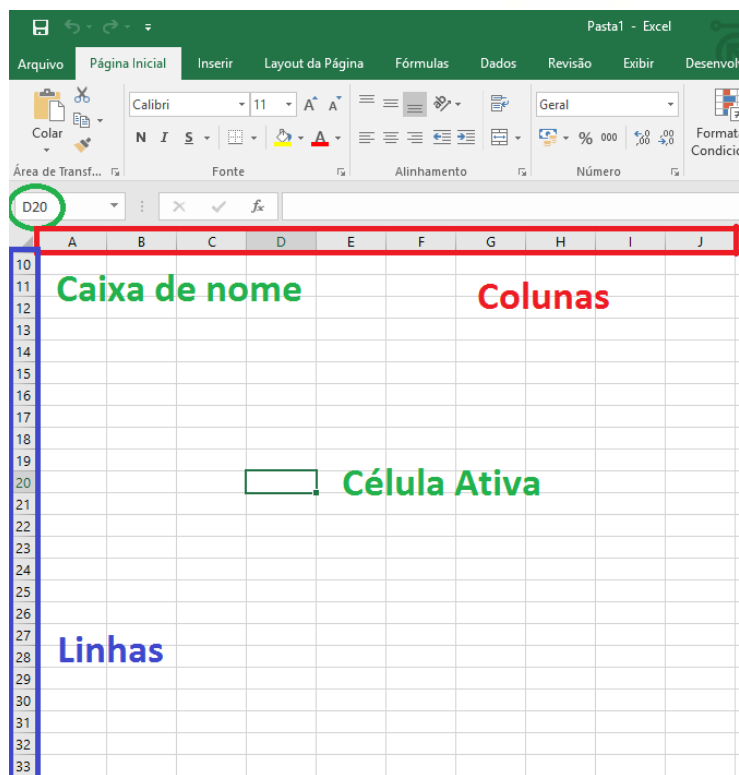 Pasta1 - Excel
Arquivo Página Inicial Inserir Layout da Página Fórmulas Dados Revisão Exibir Desenvol
Calibri 11 A A Geral
Colar N I S A % 000 Format
Condicio
Área de Transf... Fonte Alinhamento Número
D20 fx
A B C D E F G H I J
10
11
Caixa de nome Colunas
12
13
14
15
16
17
18
19
20 Célula Ativa
21
22
23
24
25
26
27
Linhas
28
29
30
31
32
33